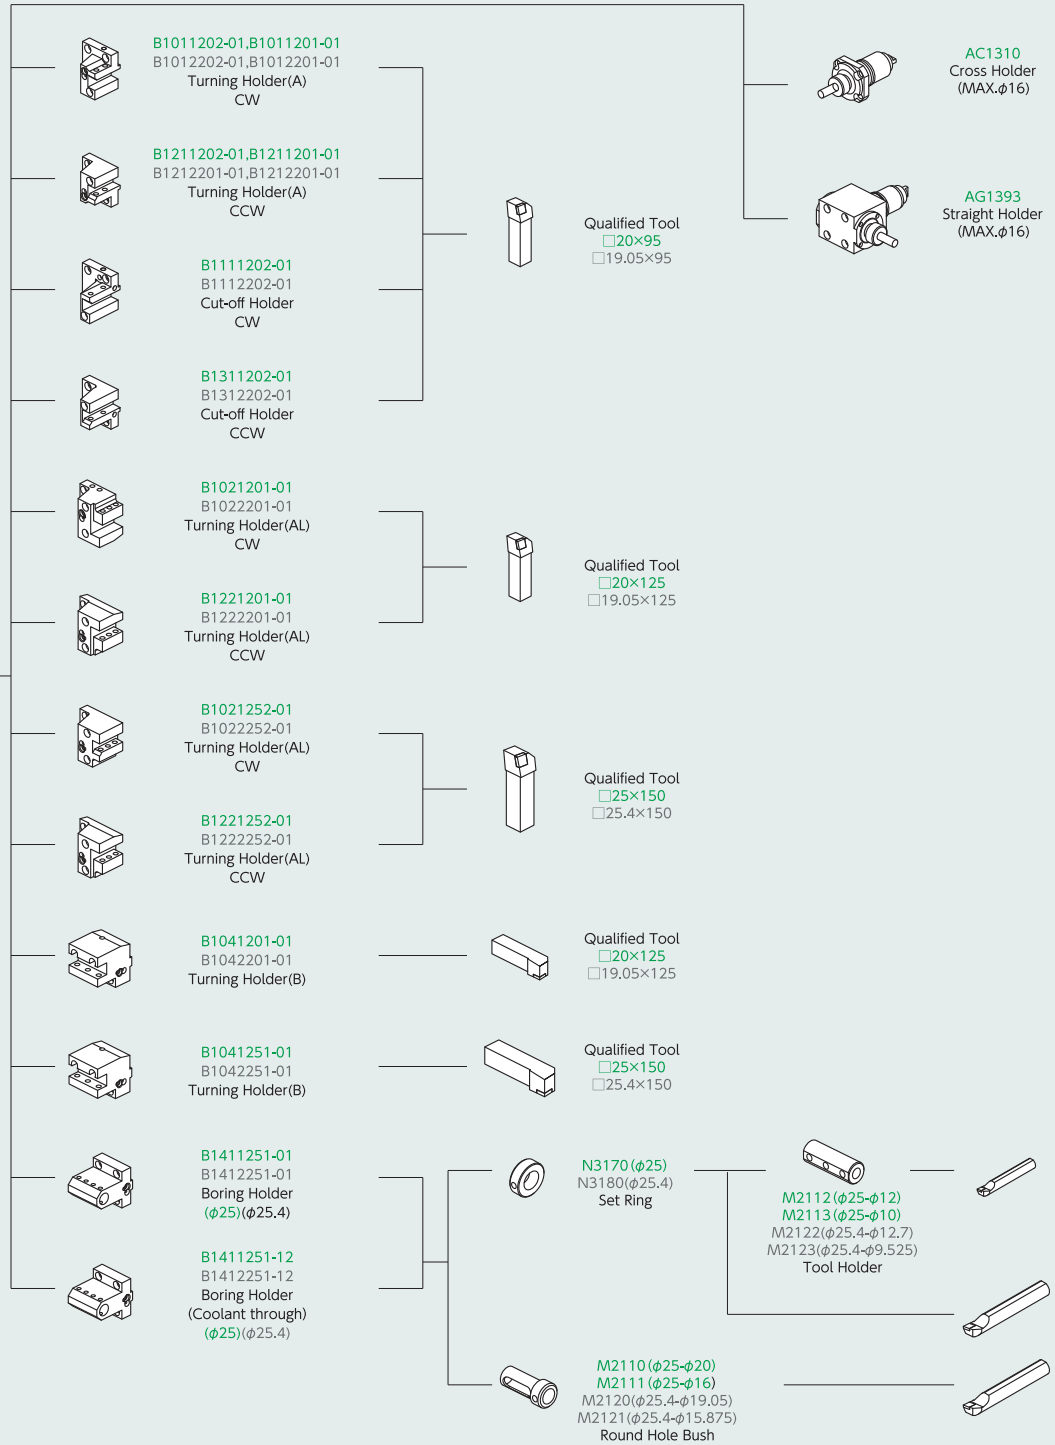 B1011202-01,B1011201-01
B1012202-01,B1012201-01
Turning Holder(A)
CW
AC1310
Cross Holder
(MAX.φ16)
B1211202-01,B1211201-01
B1212201-01,B1212201-01
Turning Holder(A)
CCW
AG1393
Straight Holder
(MAX.φ16)
Qualified Tool
□20×95
□19.05×95
B1111202-01
B1112202-01
Cut-off Holder
CW
B1311202-01
B1312202-01
Cut-off Holder
CCW
B1021201-01
B1022201-01
Turning Holder(AL)
CW
Qualified Tool
□20×125
□19.05×125
B1221201-01
B1222201-01
Turning Holder(AL)
CCW
B1021252-01
B1022252-01
Turning Holder(AL)
CW
Qualified Tool
□25×150
□25.4×150
B1221252-01
B1222252-01
Turning Holder(AL)
CCW
B1041201-01
B1042201-01
Turning Holder(B)
Qualified Tool
□20×125
□19.05×125
B1041251-01
B1042251-01
Turning Holder(B)
Qualified Tool
□25×150
□25.4×150
B1411251-01
B1412251-01
Boring Holder
(φ25)(φ25.4)
N3170(φ25)
N3180(φ25.4)
Set Ring
M2112(φ25-φ12)
M2113(φ25-φ10)
M2122(φ25.4-φ12.7)
M2123(φ25.4-φ9.525)
Tool Holder
B1411251-12
B1412251-12
Boring Holder
(Coolant through)
(φ25)(φ25.4)
M2110(φ25-φ20)
M2111(φ25-φ16)
M2120(φ25.4-φ19.05)
M2121(φ25.4-φ15.875)
Round Hole Bush